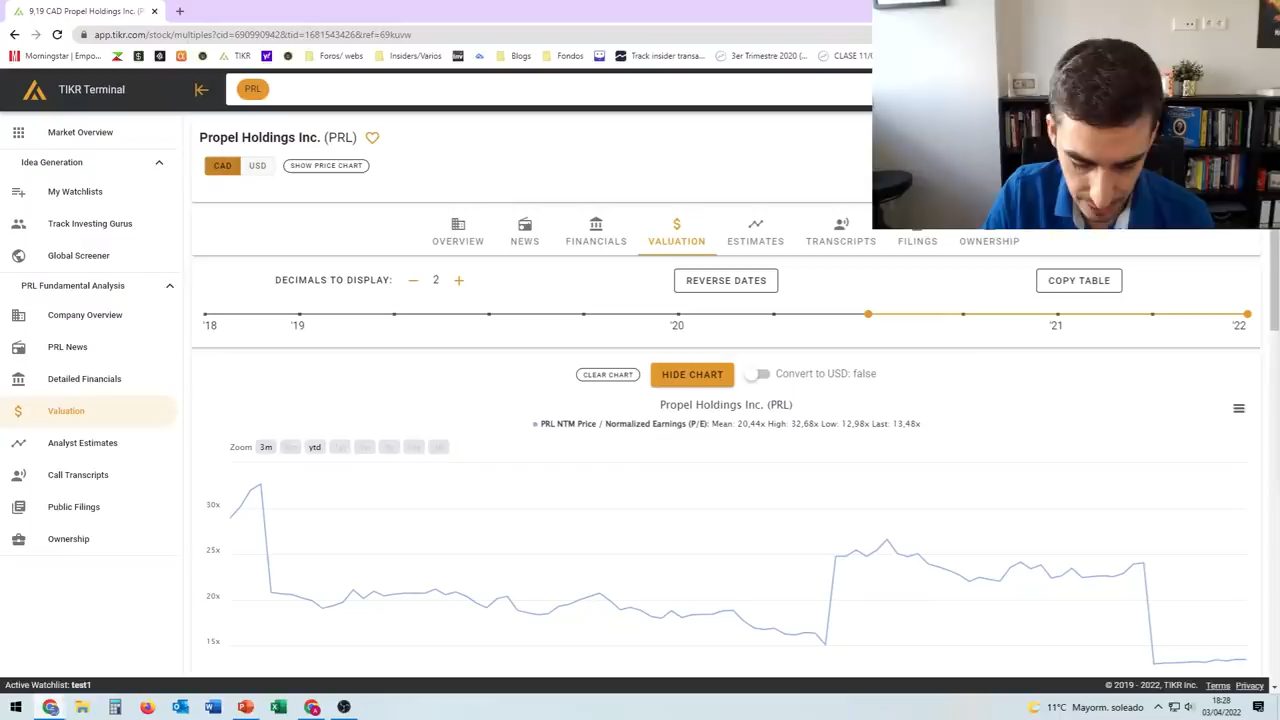 9,19 CAD Propel Holdings Inc. (P
app.tikr.com/stock/multiples?cid=690990942&tid=1681543426&ref=69kuvw
Morningstar | Empo...
TIKR
Foros/ webs
Insiders/Varios
Blogs
Fondos
Track insider transa...
3er Trimestre 2020 (...
CLASE 11/0
TIKR Terminal
PRL
Market Overview
Idea Generation
My Watchlists
Track Investing Gurus
Global Screener
PRL Fundamental Analysis
Company Overview
PRL News
Detailed Financials
Valuation
Analyst Estimates
Call Transcripts
Public Filings
Ownership
Propel Holdings Inc. (PRL)
CAD USD SHOW PRICE CHART
OVERVIEW NEWS FINANCIALS VALUATION ESTIMATES TRANSCRIPTS FILINGS OWNERSHIP
DECIMALS TO DISPLAY: — 2 + REVERSE DATES COPY TABLE
'18 '19 '20 '21 '22
CLEAR CHART HIDE CHART Convert to USD: false
Propel Holdings Inc. (PRL)
PRL NTM Price / Normalized Earnings (P/E): Mean: 20,44x High: 32,68x Low: 12,98x Last: 13,48x
Zoom 3m ytd
30x
25x
20x
15x
Active Watchlist: test1
© 2019 - 2022, TIKR Inc. Terms Privacy
11°C Mayorm. soleado
18:28
03/04/2022